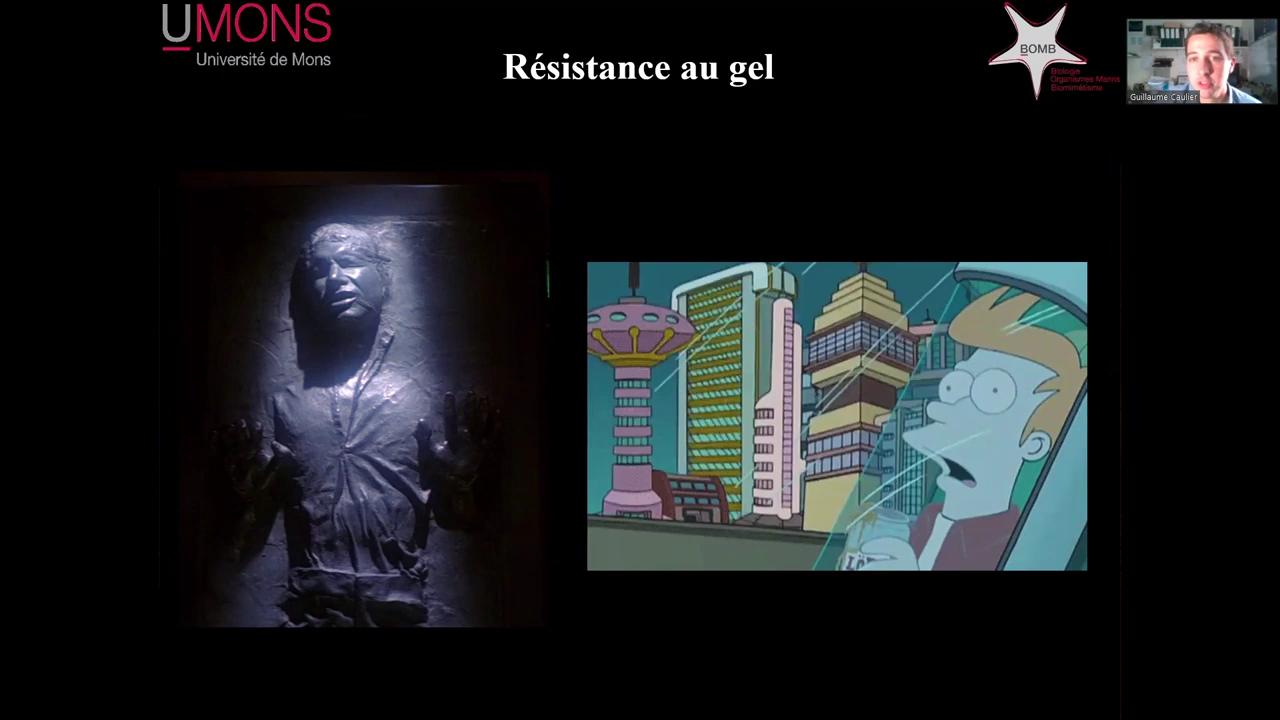 UMONS
Université de Mons
Résistance au gel
BOMB
Biologie
Organismes Marins
Biomimétisme
Guillaume Caulier